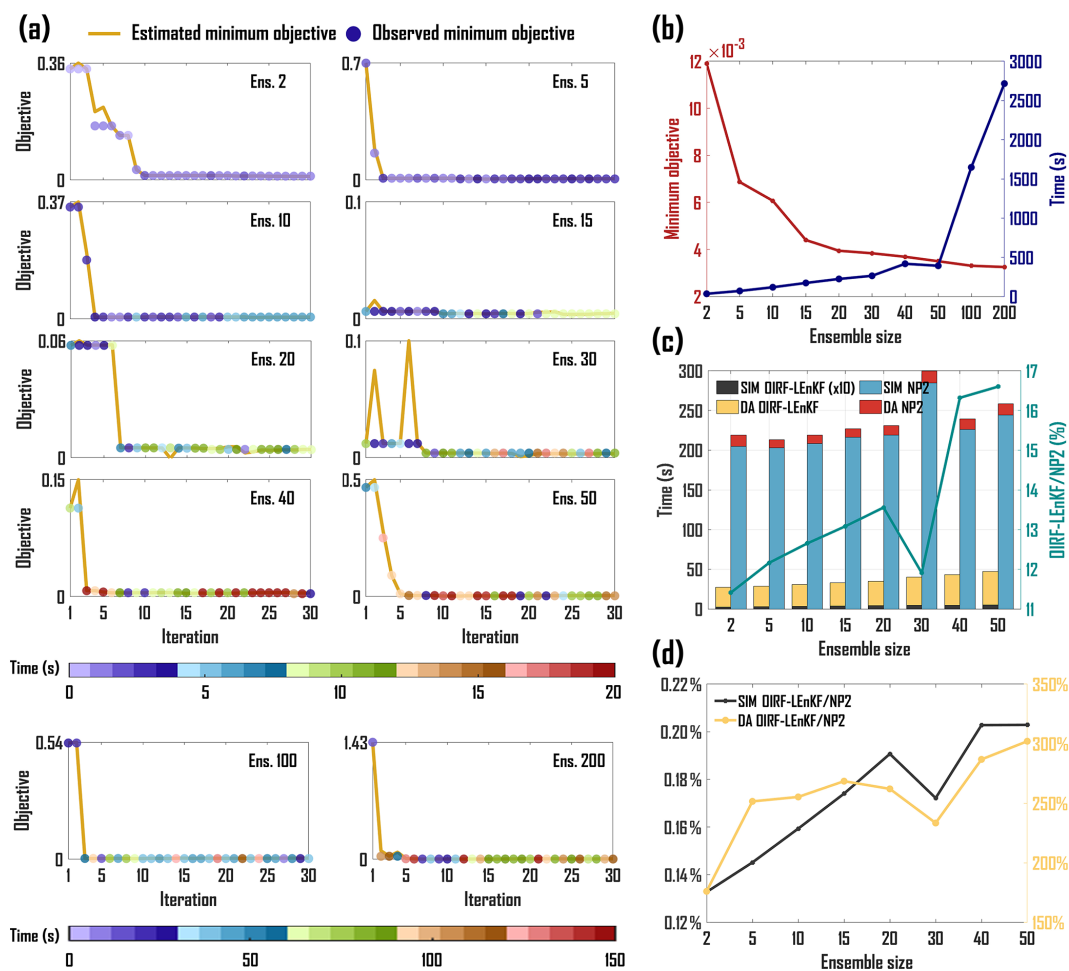 (a)
Estimated minimum objective
Observed minimum objective
Objective
0.36
0
Ens. 2
0.7
0
Ens. 5
Objective
0.37
0
Ens. 10
0.1
0
Ens. 15
Objective
0.06
0
Ens. 20
0.1
0
Ens. 30
Objective
0.15
0
Ens. 40
1 5 10 15 20 25 30
Iteration
0.5
0
Ens. 50
1 5 10 15 20 25 30
Iteration
Time (s)
0 5 10 15 20
Objective
0.54
0
Ens. 100
1 5 10 15 20 25 30
Iteration
1.43
0
Ens. 200
1 5 10 15 20 25 30
Iteration
Time (s)
0 50 100 150
(b)
×10-3
Minimum objective
12
10
8
6
4
2
3000
2500
2000
1500
1000
500
0
Time (s)
2 5 10 15 20 30 40 50 100 200
Ensemble size
(c)
SIM OIRF-LEnKF (x10)
SIM NP2
DA OIRF-LEnKF
DA NP2
Time (s)
300
250
200
150
100
50
0
17
16
15
14
13
12
11
OIRF-LEnKF/NP2 (%)
2 5 10 15 20 30 40 50
Ensemble size
(d)
SIM OIRF-LEnKF/NP2
DA OIRF-LEnKF/NP2
0.22%
0.20%
0.18%
0.16%
0.14%
0.12%
350%
300%
250%
200%
150%
2 5 10 15 20 30 40 50
Ensemble size